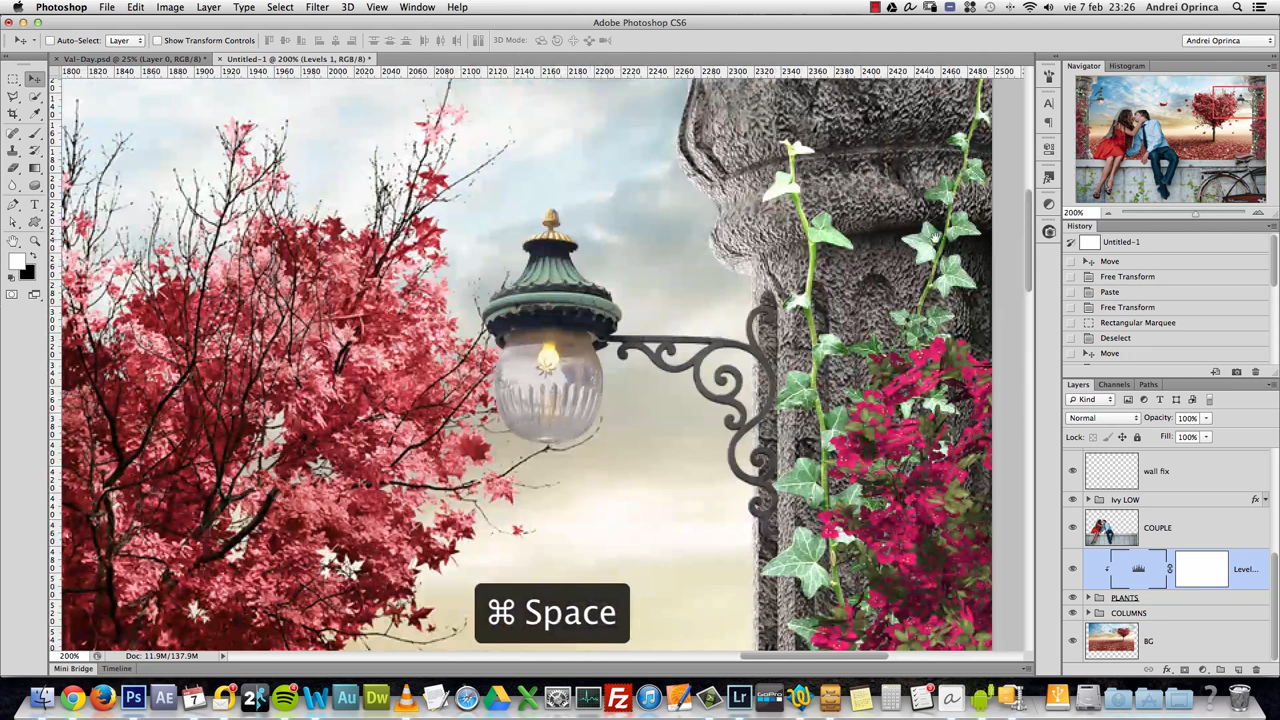 Photoshop File Edit Image Layer Type Select Filter 3D View Window Help
vie 7 feb 23:26 Andrei Oprinca
Adobe Photoshop CS6
Auto-Select: Layer Show Transform Controls 3D Mode: Andrei Oprinca
Val-Day.psd @ 25% (Layer 0, RGB/8) * Untitled-1 @ 200% (Levels 1, RGB/8) *
1800 1820 1840 1860 1880 1900 1920 1940 1960 1980 2000 2020 2040 2060 2080 2100 2120 2140 2160 2180 2200 2220 2240 2260 2280 2300 2320 2340 2360 2380 2400 2420 2440 2460 2480 2500
Navigator Histogram
200%
History
Untitled-1
Move
Free Transform
Paste
Free Transform
Rectangular Marquee
Deselect
Move
Layers Channels Paths
Kind
Normal Opacity: 100%
Lock: Fill: 100%
wall fix
Ivy LOW fx
COUPLE
Level...
PLANTS
COLUMNS
BG
⌘ Space
200% Doc: 11.9M/137.9M
Mini Bridge Timeline